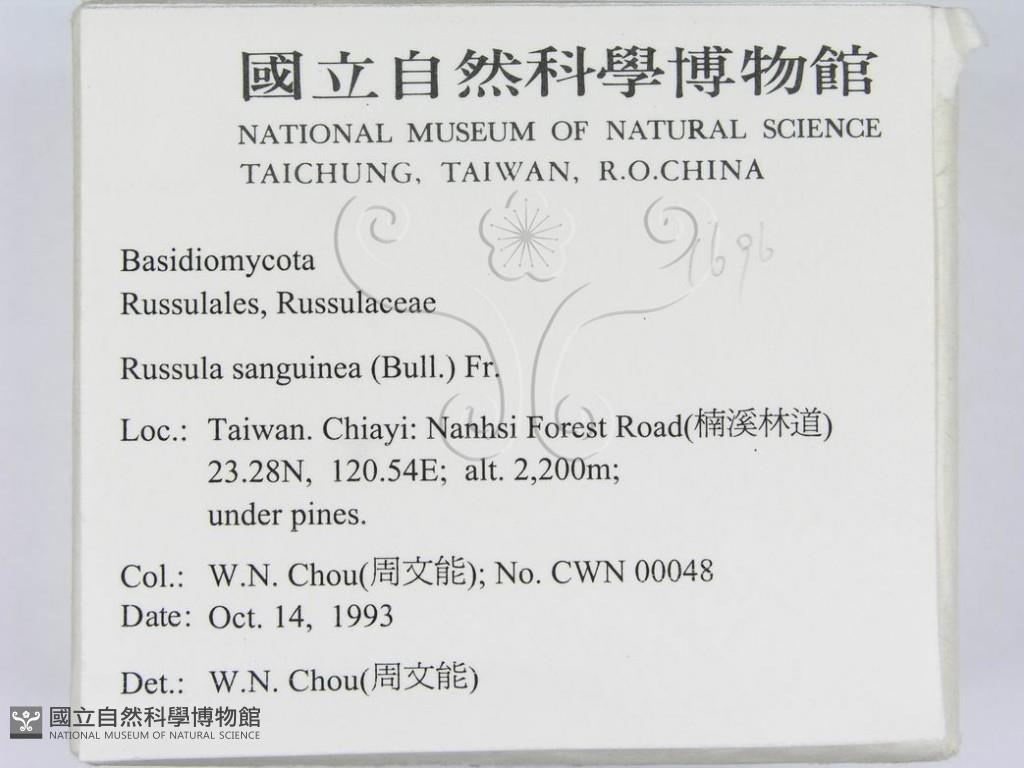 國立自然科學博物館
NATIONAL MUSEUM OF NATURAL SCIENCE
TAICHUNG, TAIWAN, R.O.CHINA
1696
Basidiomycota
Russulales, Russulaceae
Russula sanguinea (Bull.) Fr.
Loc.: Taiwan. Chiayi: Nanhsi Forest Road(楠溪林道)
23.28N, 120.54E; alt. 2,200m;
under pines.
Col.: W.N. Chou(周文能); No. CWN 00048
Date: Oct. 14, 1993
Det.: W.N. Chou(周文能)
國立自然科學博物館
NATIONAL MUSEUM OF NATURAL SCIENCE